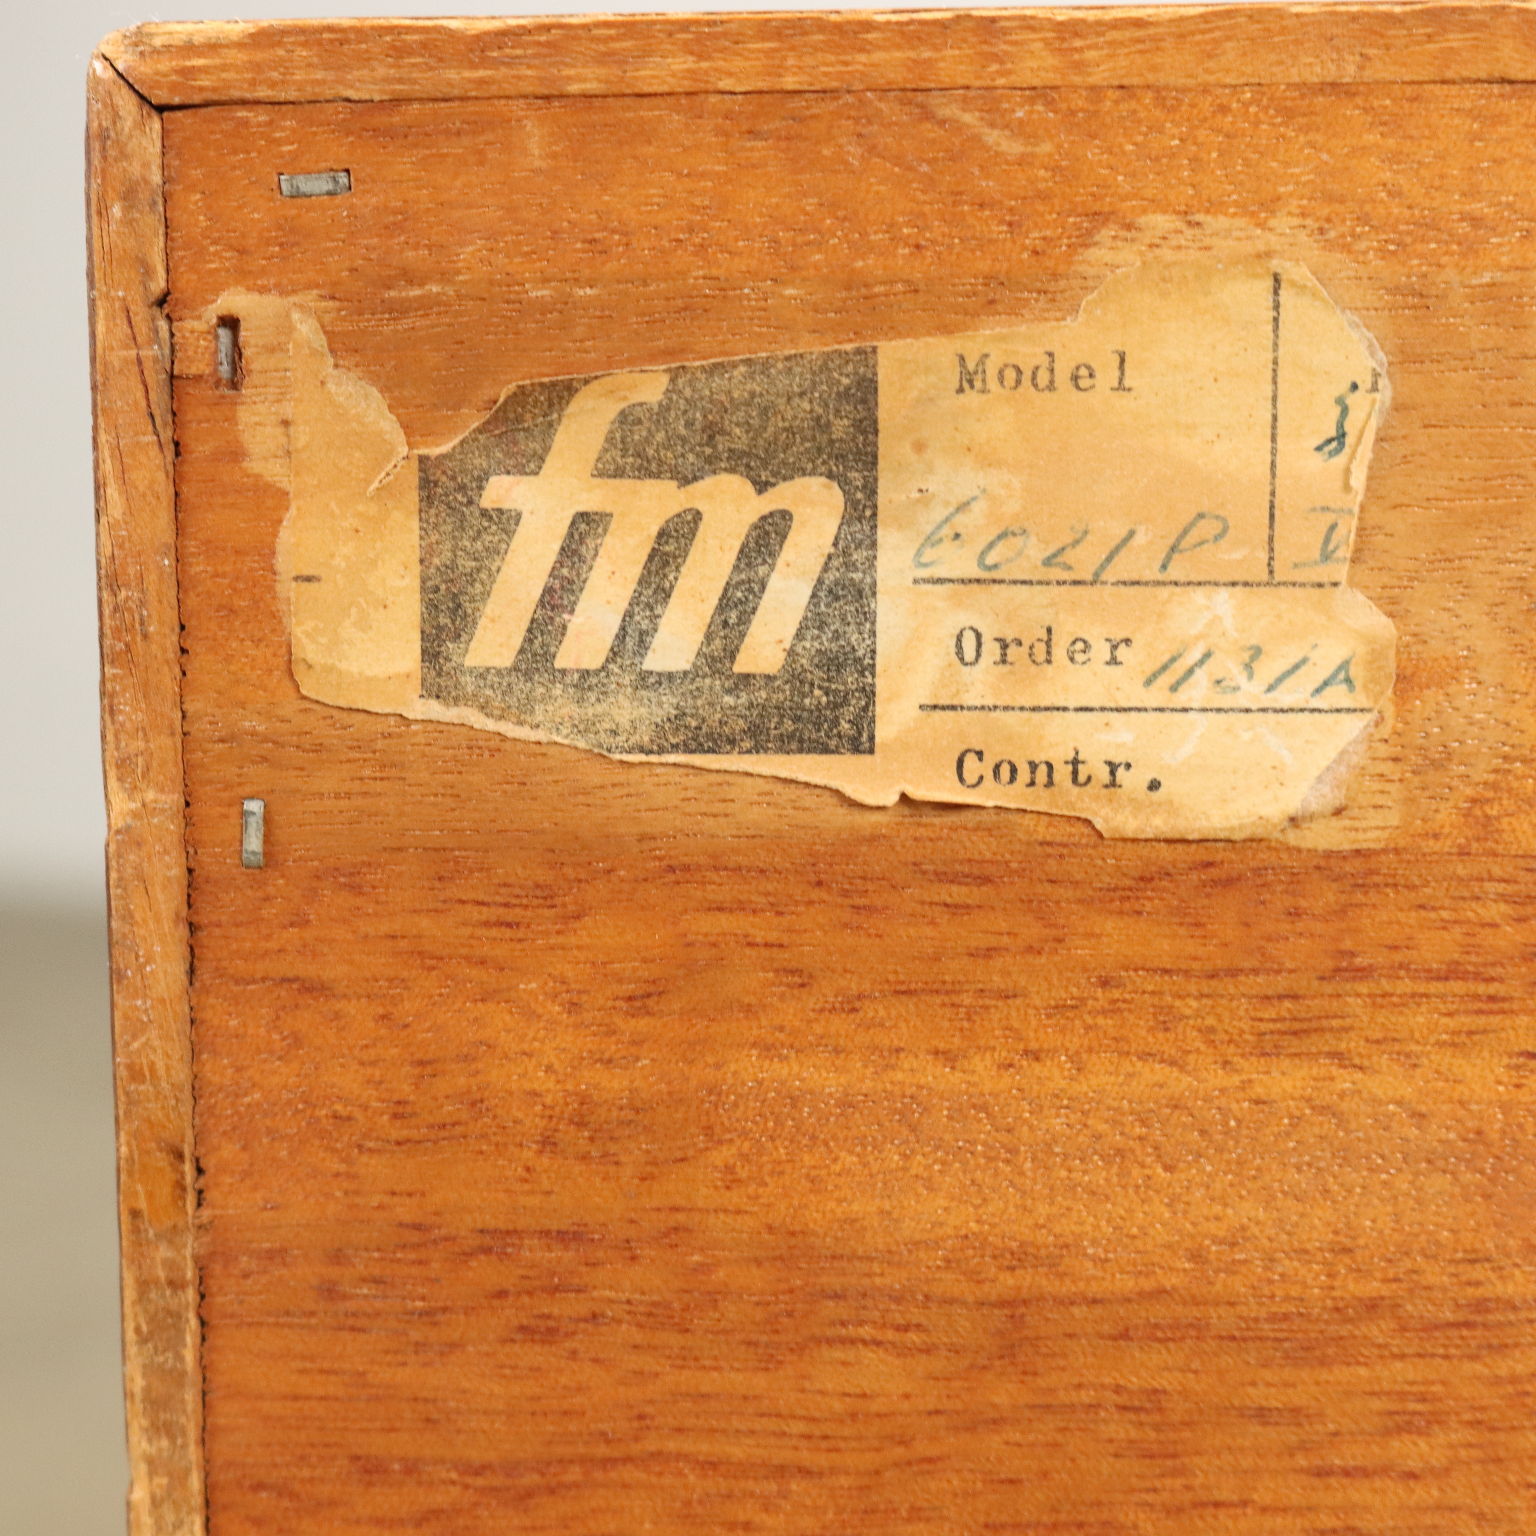 fm
Model
6021P
Order 1131A
Contr.